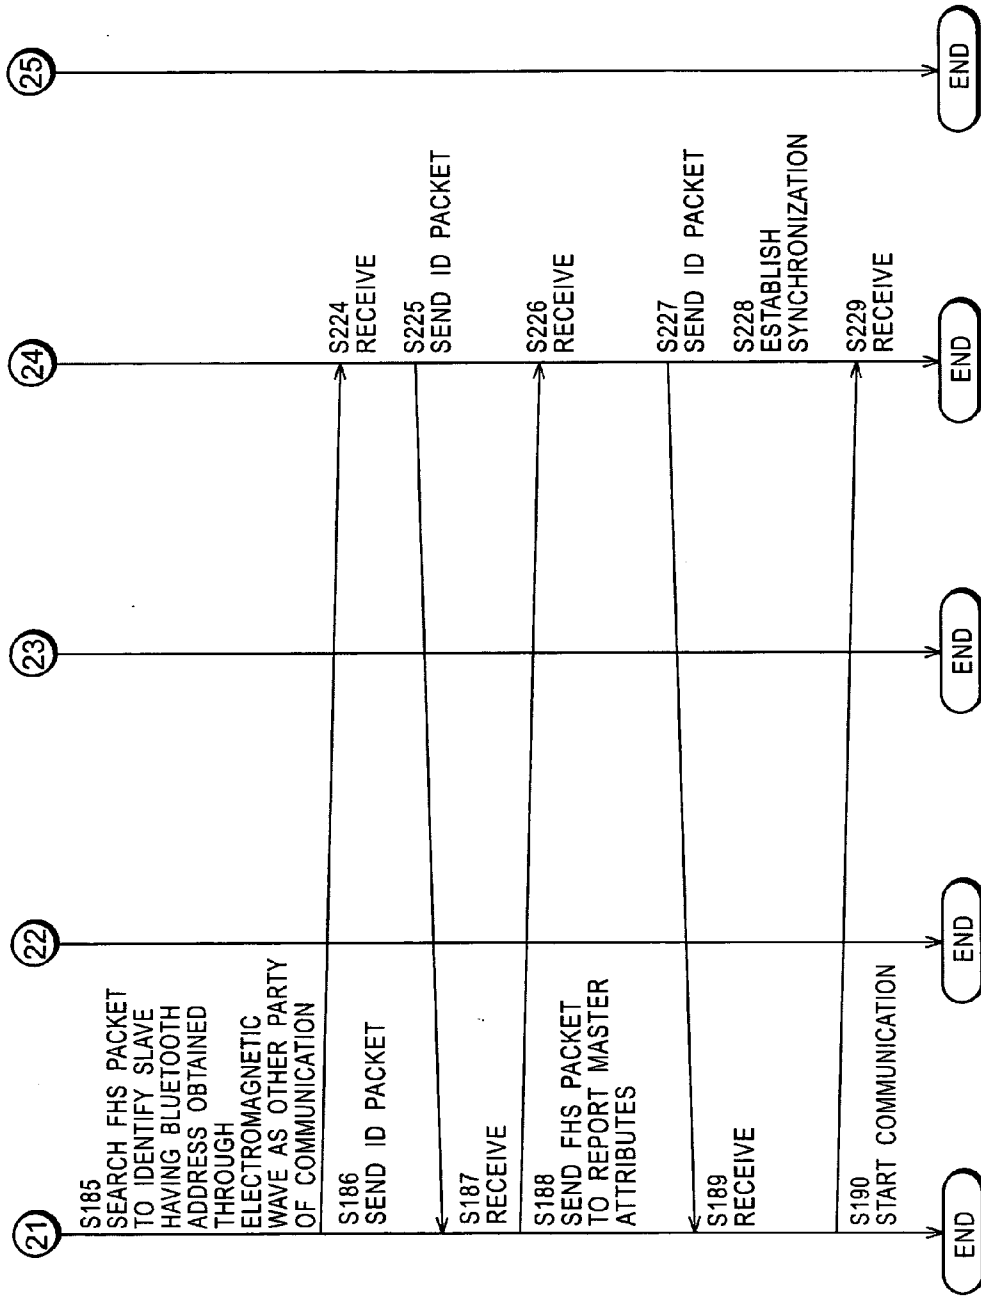 21
22
23
24
25
S185
SEARCH FHS PACKET
TO IDENTIFY SLAVE
HAVING BLUETOOTH
ADDRESS OBTAINED
THROUGH
ELECTROMAGNETIC
WAVE AS OTHER PARTY
OF COMMUNICATION
S186
SEND ID PACKET
S187
RECEIVE
S188
SEND FHS PACKET
TO REPORT MASTER
ATTRIBUTES
S189
RECEIVE
S190
START COMMUNICATION
S224
RECEIVE
S225
SEND ID PACKET
S226
RECEIVE
S227
SEND ID PACKET
S228
ESTABLISH
SYNCHRONIZATION
S229
RECEIVE
END
END
END
END
END